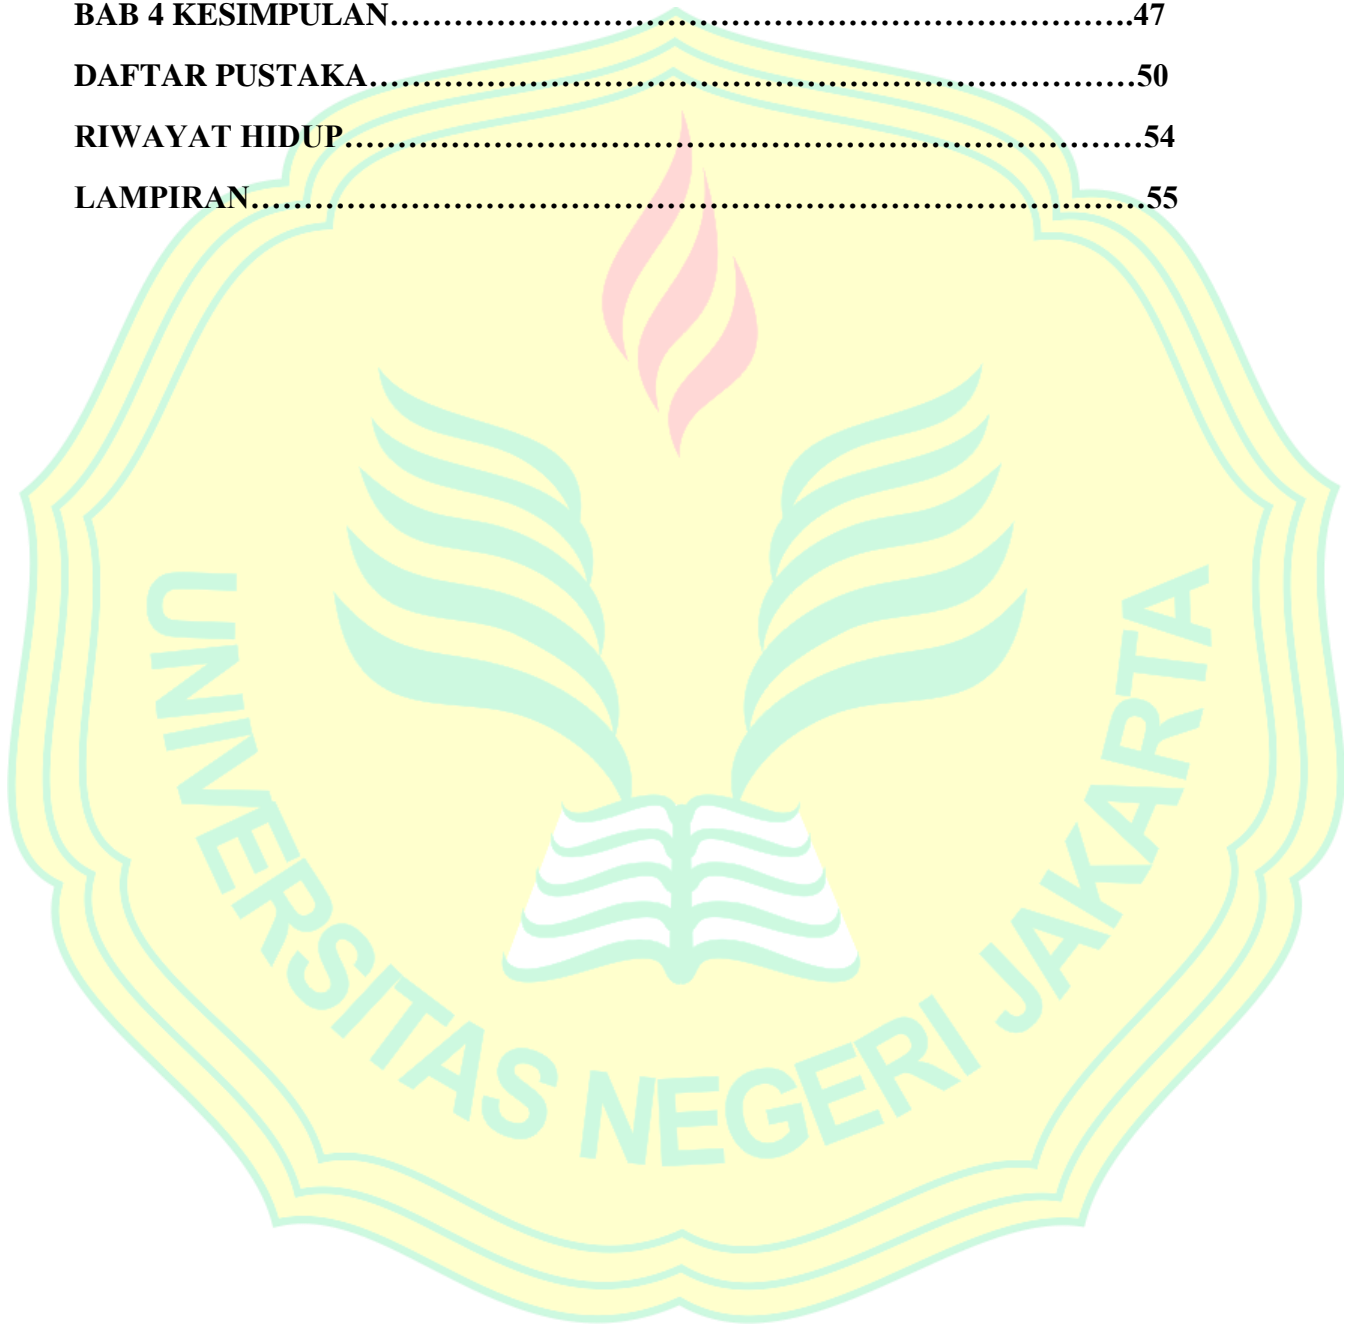 BAB 4 KESIMPULAN……………………………………………………………….47
DAFTAR PUSTAKA…………………………………………………………………50
RIWAYAT HIDUP……………………………………………………………………54
LAMPIRAN……………………………………………………………………………55
UNIVERSITAS NEGERI JAKARTA